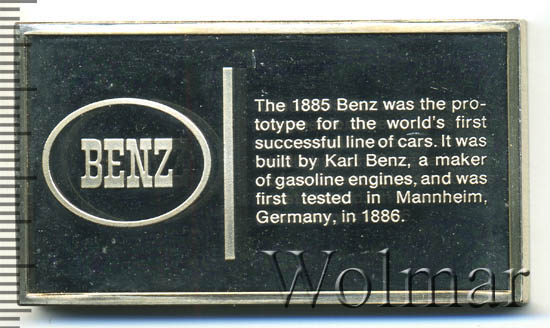 BENZ
The 1885 Benz was the pro-
totype for the world's first
successful line of cars. It was
built by Karl Benz, a maker
of gasoline engines, and was
first tested in Mannheim,
Germany, in 1886.
Wolmar